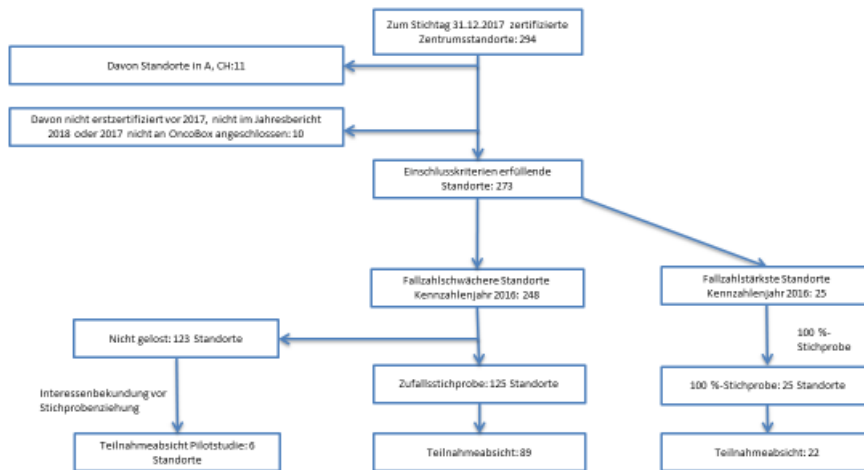 Zum Stichtag 31.12.2017 zertifizierte
Zentrumsstandorte: 294
Davon Standorte in A, CH:11
Davon nicht erstzertifiziert vor 2017, nicht im Jahresbericht
2018 oder 2017 nicht an OncoBox angeschlossen: 10
Einschlusskriterien erfüllende
Standorte: 273
Fallzahlschwächere Standorte
Kennzahlenjahr 2016: 248
Fallzahlstärkste Standorte
Kennzahlenjahr 2016: 25
Nicht gelost: 123 Standorte
100 %-
Stichprobe
Interessenbekundung vor
Stichprobenziehung
Zufallsstichprobe: 125 Standorte
100 %-Stichprobe: 25 Standorte
Teilnahmeabsicht Pilotstudie: 6
Standorte
Teilnahmeabsicht: 89
Teilnahmeabsicht: 22